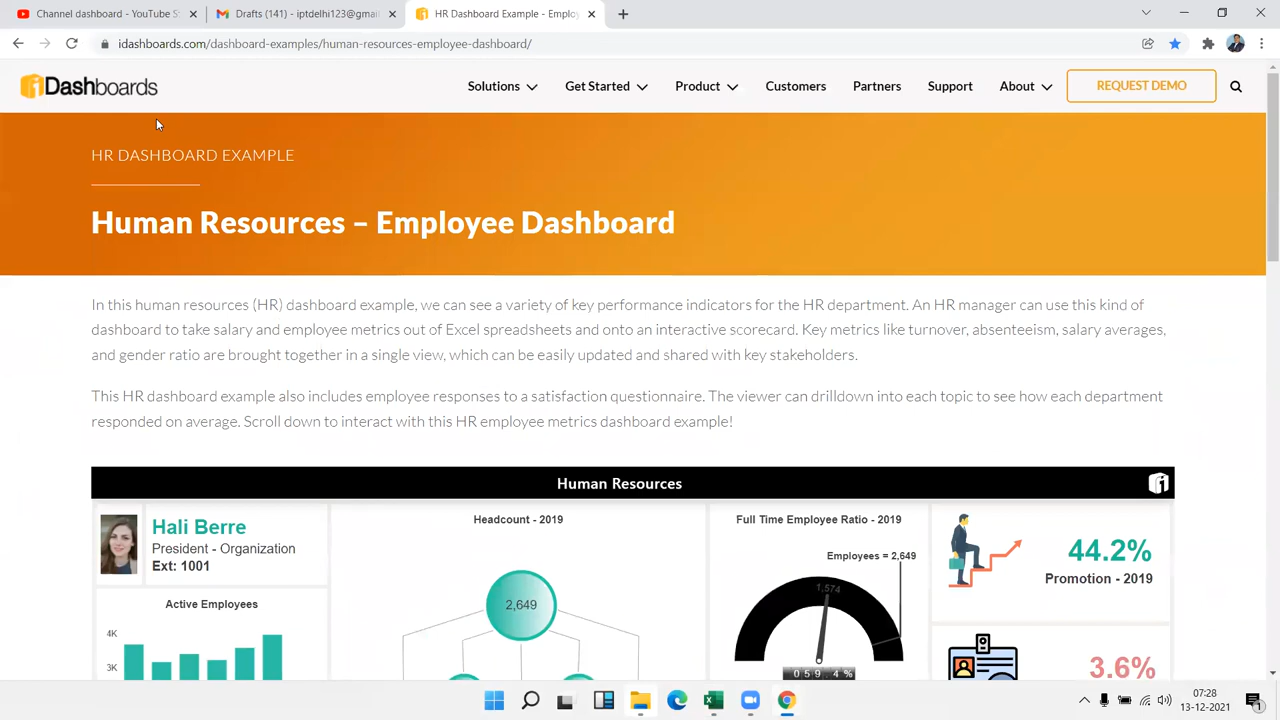 Channel dashboard - YouTube S
Drafts (141) - iptdelhi123@gmai
HR Dashboard Example - Emplo
idashboards.com/dashboard-examples/human-resources-employee-dashboard/
iDashboards
Solutions
Get Started
Product
Customers
Partners
Support
About
REQUEST DEMO
HR DASHBOARD EXAMPLE
Human Resources – Employee Dashboard
In this human resources (HR) dashboard example, we can see a variety of key performance indicators for the HR department. An HR manager can use this kind of
dashboard to take salary and employee metrics out of Excel spreadsheets and onto an interactive scorecard. Key metrics like turnover, absenteeism, salary averages,
and gender ratio are brought together in a single view, which can be easily updated and shared with key stakeholders.
This HR dashboard example also includes employee responses to a satisfaction questionnaire. The viewer can drilldown into each topic to see how each department
responded on average. Scroll down to interact with this HR employee metrics dashboard example!
Human Resources
Hali Berre
President - Organization
Ext: 1001
Active Employees
4K
3K
Headcount - 2019
2,649
Full Time Employee Ratio - 2019
Employees = 2,649
1,574
059.4%
44.2%
Promotion - 2019
3.6%
07:28
13-12-2021
1